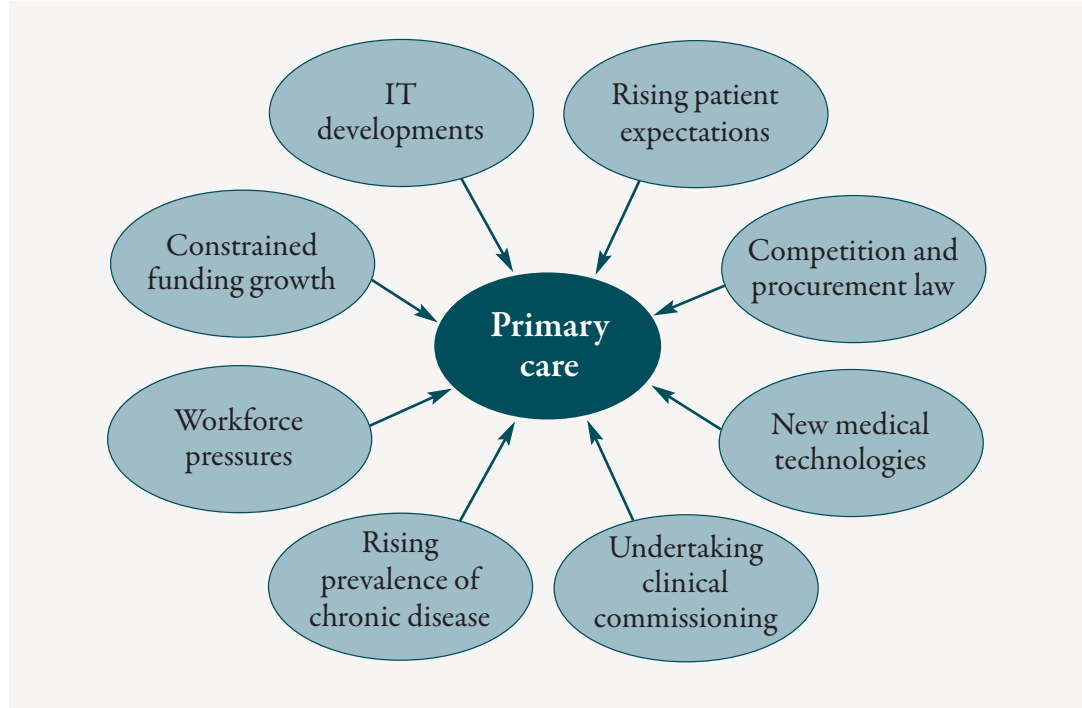 IT
developments
Rising patient
expectations
Constrained
funding growth
Competition and
procurement law
Primary
care
Workforce
pressures
New medical
technologies
Rising
prevalence of
chronic disease
Undertaking
clinical
commissioning